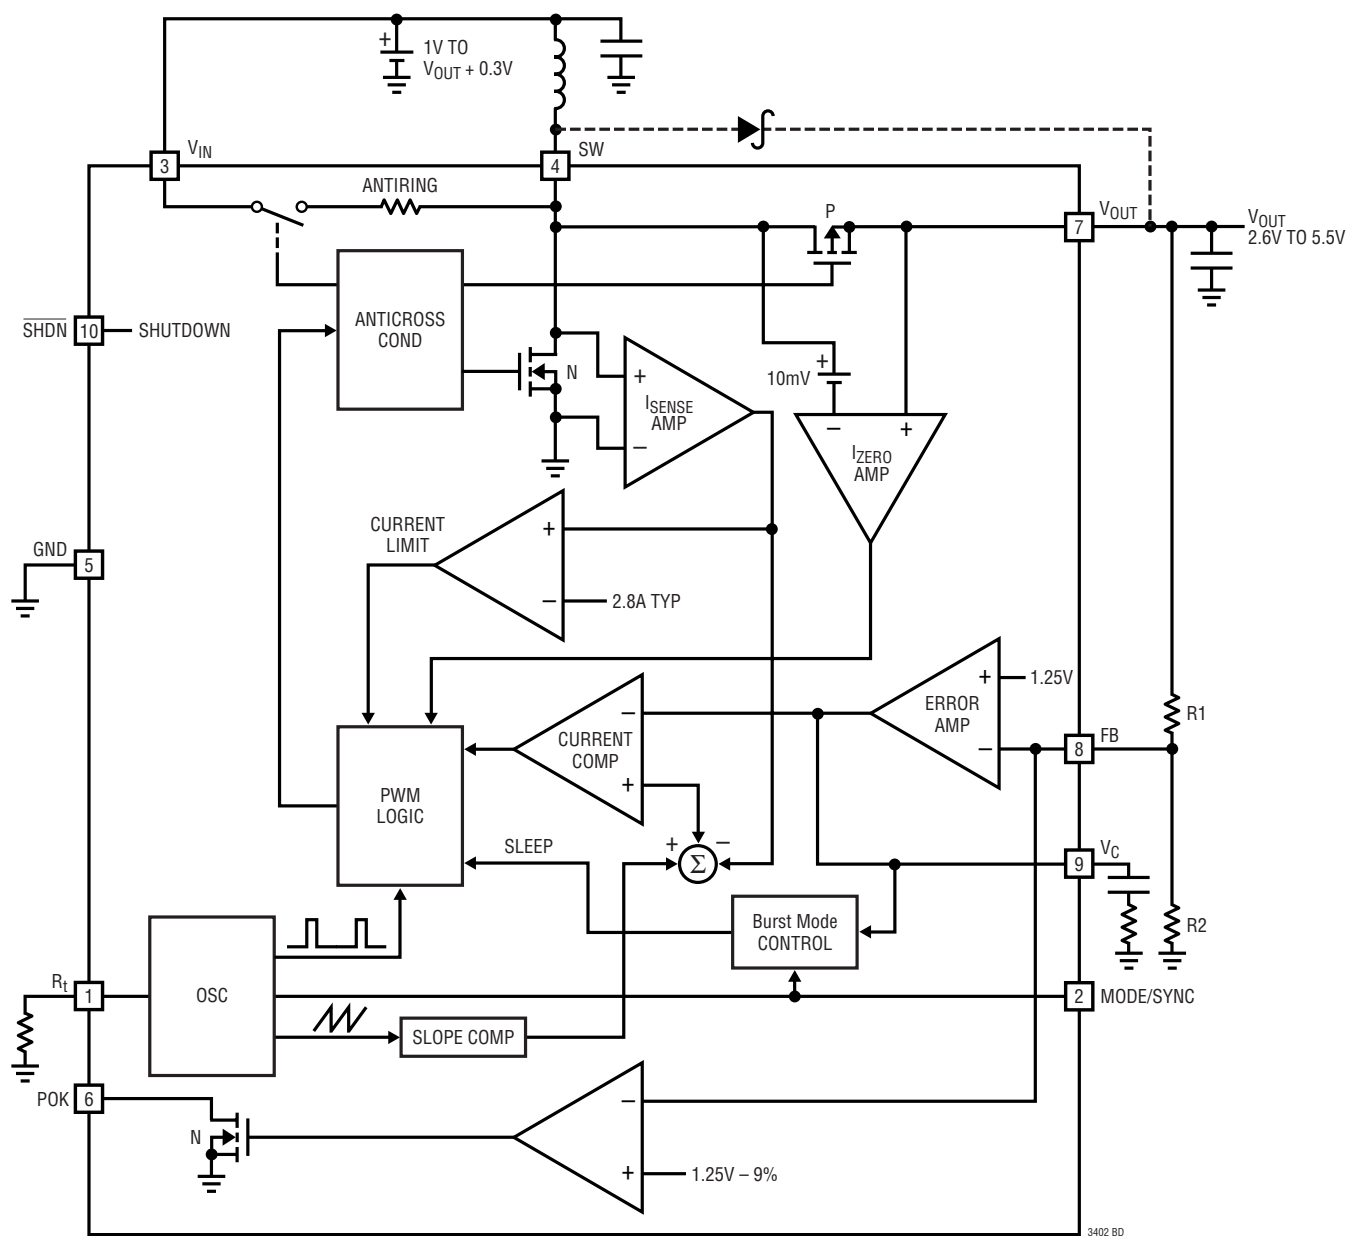 +
1V TO
VOUT + 0.3V
3
VIN
4
SW
ANTIRING
P
7
VOUT
VOUT
2.6V TO 5.5V
SHDN
10
SHUTDOWN
ANTICROSS
COND
N
+
ISENSE
AMP
–
+
10mV
–
+
IZERO
AMP
GND
5
CURRENT
LIMIT
+
–
2.8A TYP
+
1.25V
ERROR
AMP
–
R1
FB
8
–
CURRENT
COMP
+
PWM
LOGIC
SLEEP
+
–
Σ
9
VC
Burst Mode
CONTROL
R2
Rt
1
OSC
2
MODE/SYNC
SLOPE COMP
POK
6
N
–
+
1.25V – 9%
3402 BD